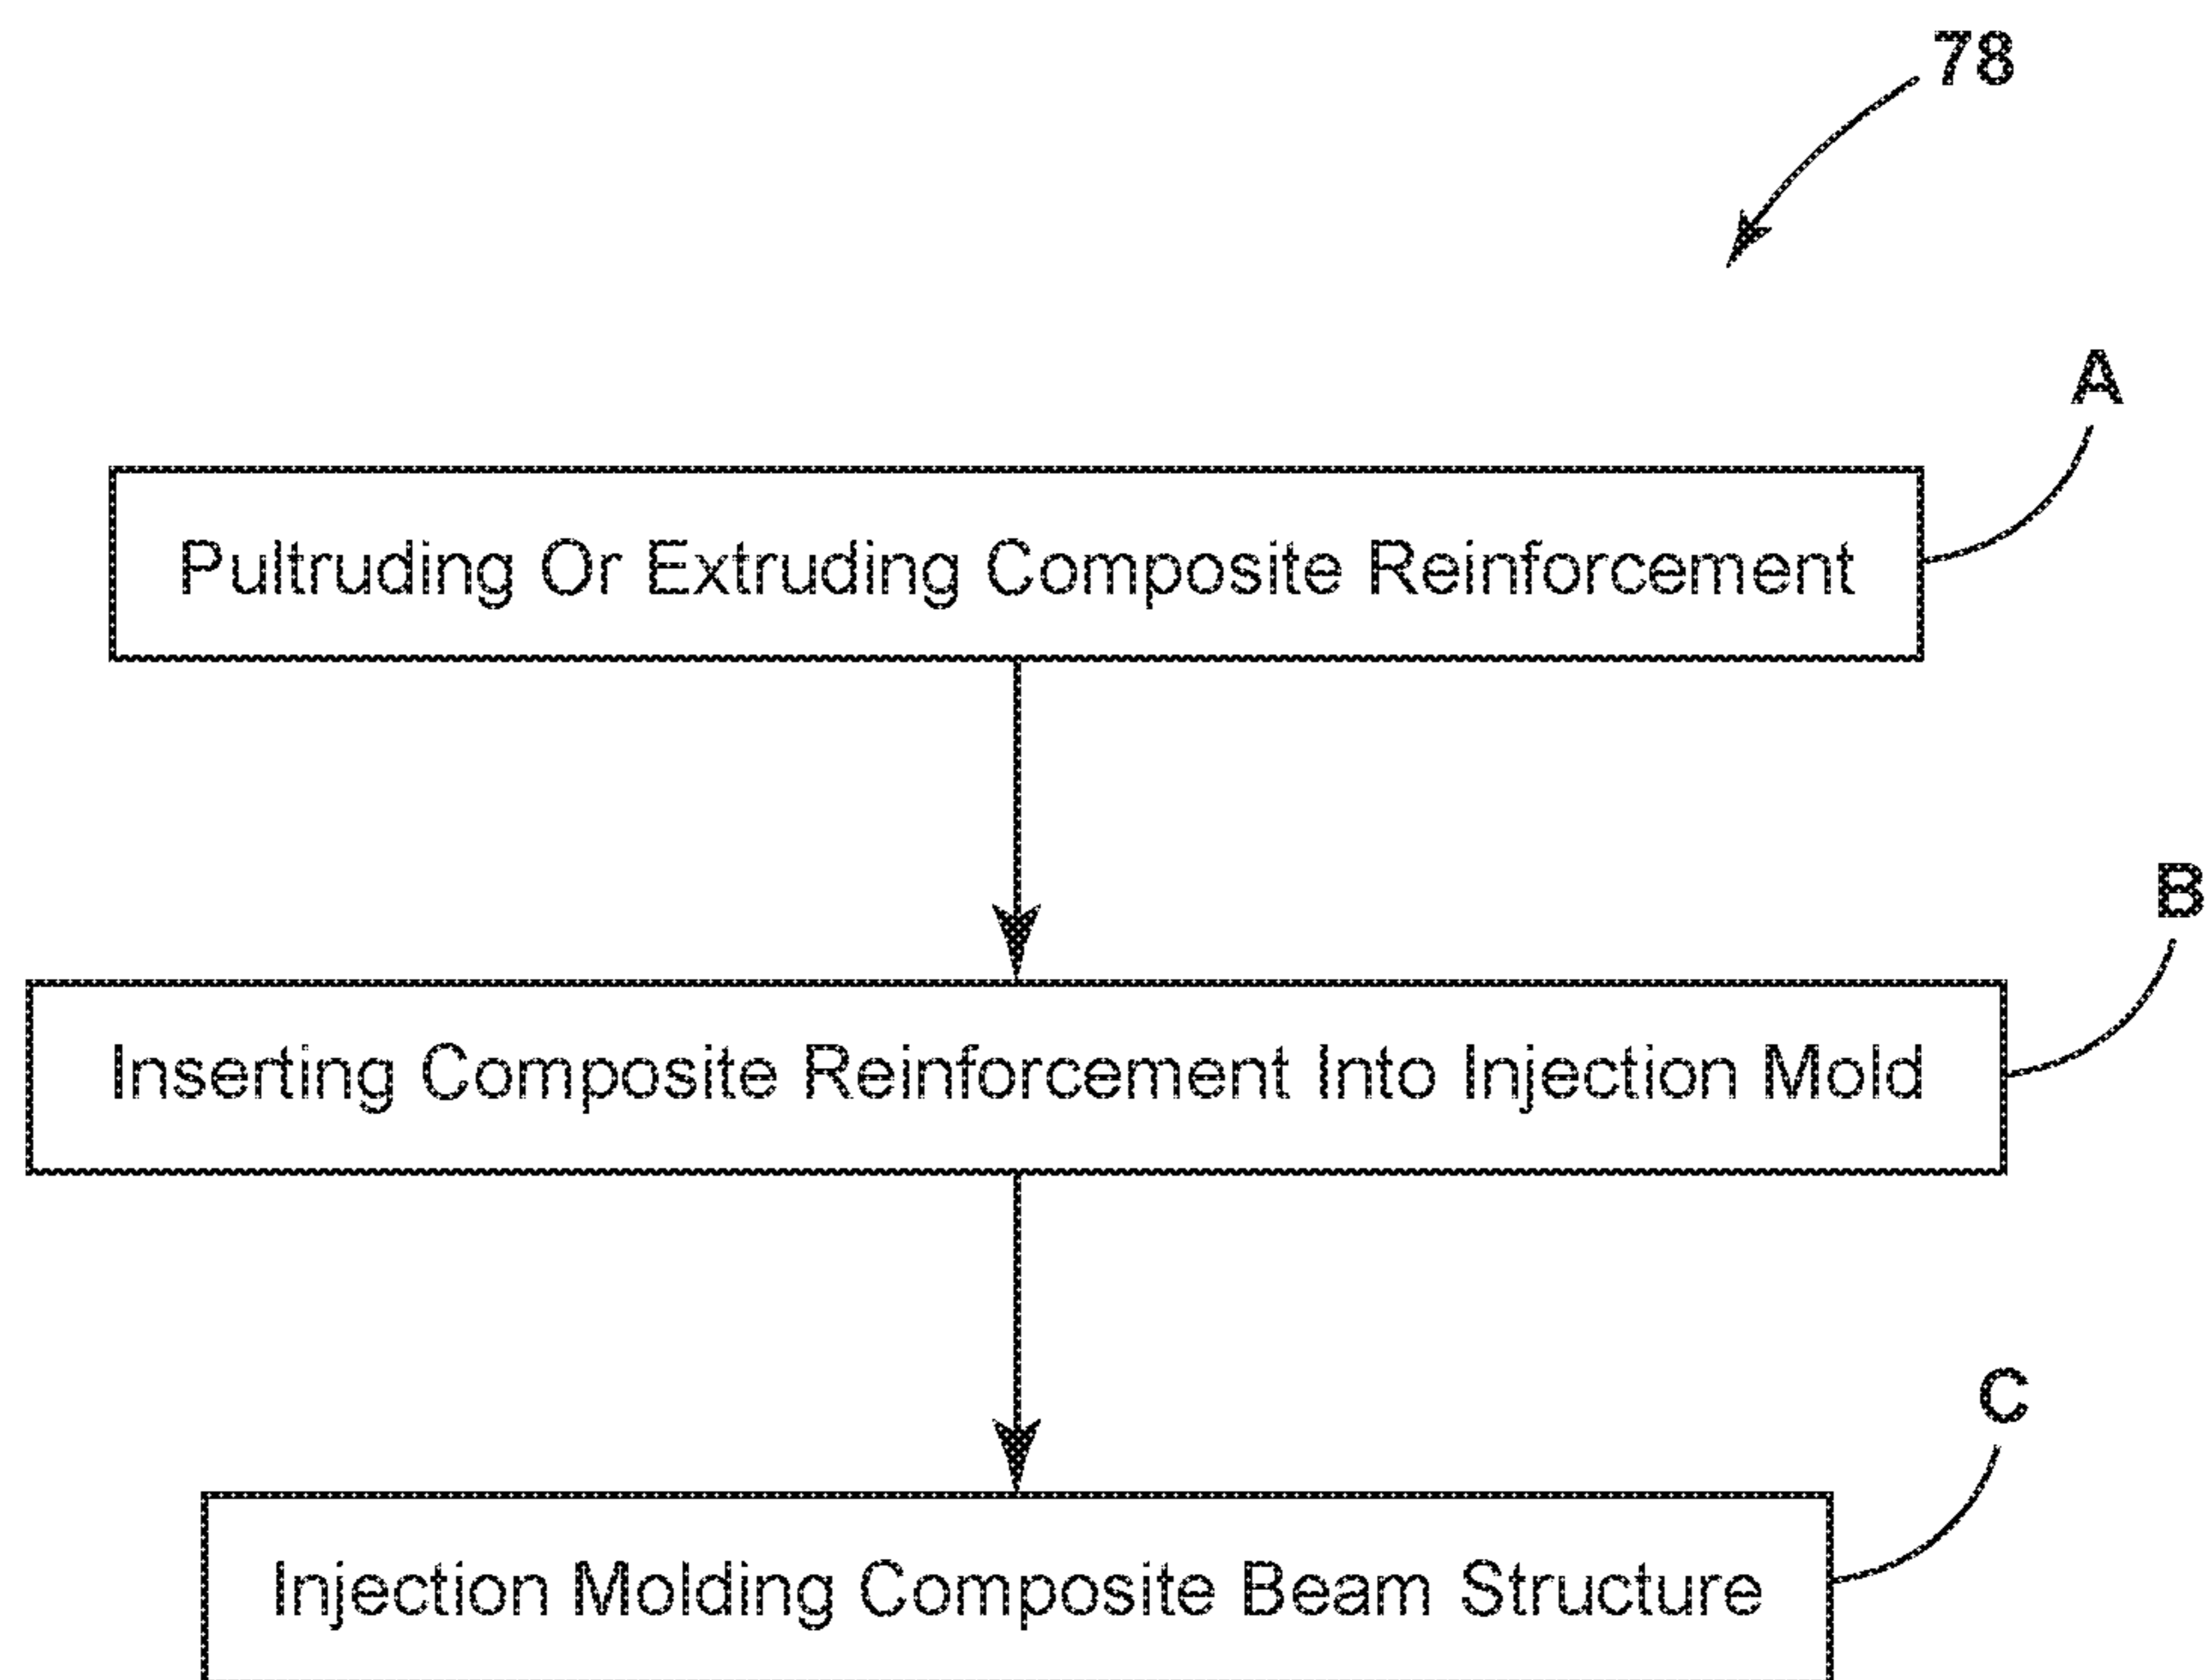 78
A
Pultruding Or Extruding Composite Reinforcement
B
Inserting Composite Reinforcement Into Injection Mold
C
Injection Molding Composite Beam Structure